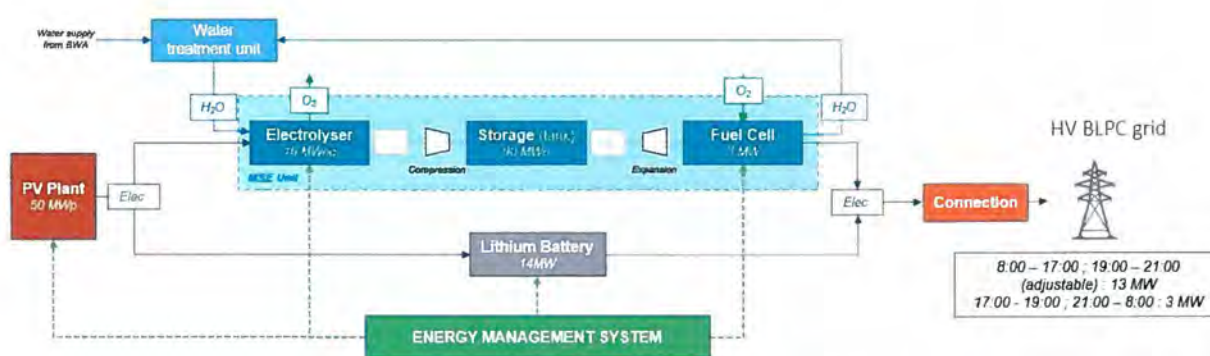 Water supply
from BWA
Water
treatment unit
H2O
O2
O2
H2O
Electrolyser
Compression
Storage
Expansion
Fuel Cell
MSE Unit
HV BLPC grid
PV Plant
50 MWp
Elec
Elec
Connection
Lithium Battery
14MW
8:00 – 17:00 ; 19:00 – 21:00
(adjustable) : 13 MW
17:00 - 19:00 ; 21:00 – 8:00 : 3 MW
ENERGY MANAGEMENT SYSTEM